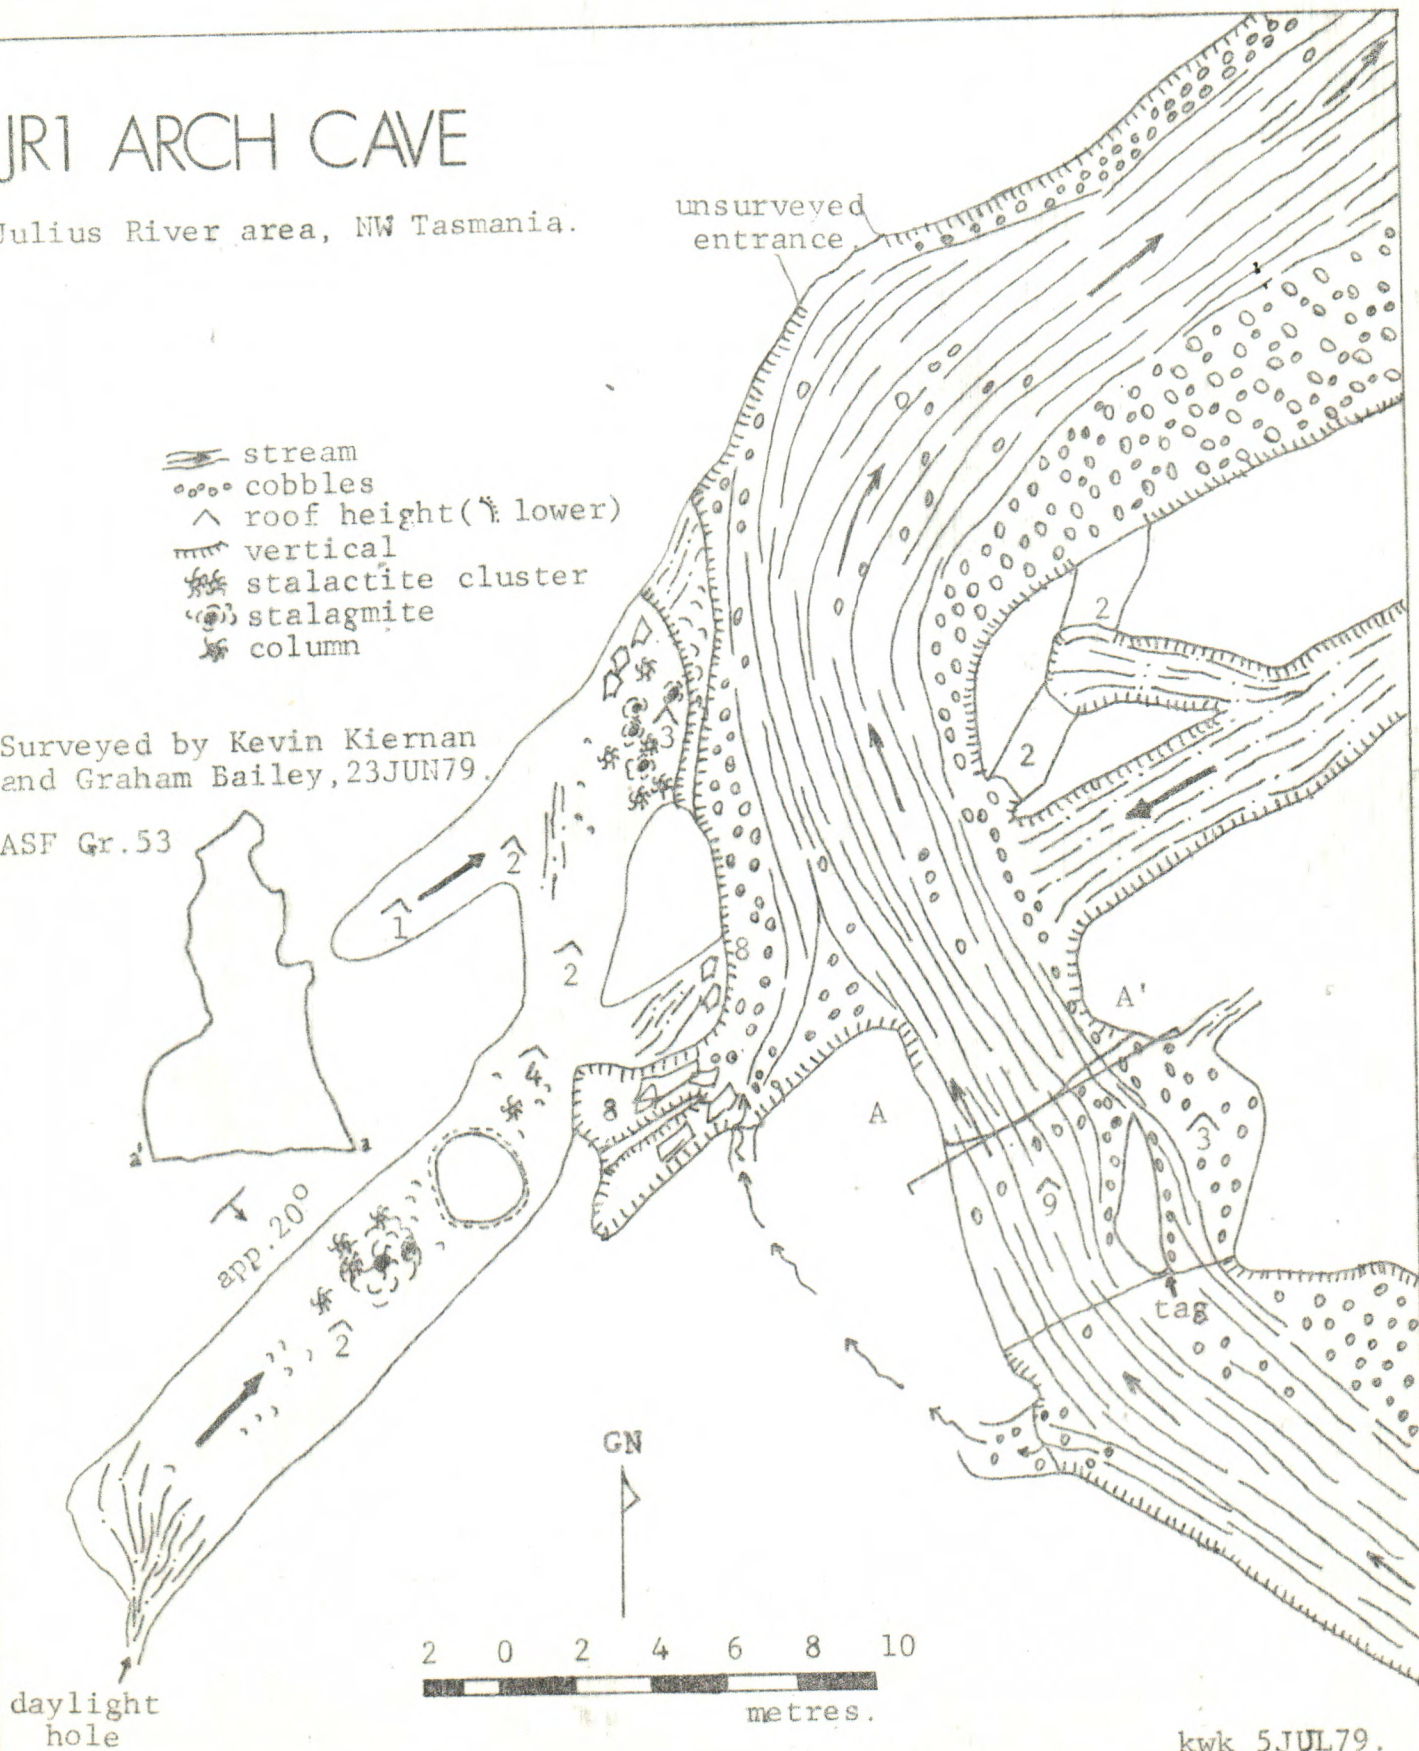 JR1 ARCH CAVE
Julius River area, NW Tasmania.
unsurveyed
entrance.
stream
cobbles
roof height( lower)
vertical
stalactite cluster
stalagmite
column
Surveyed by Kevin Kiernan
and Graham Bailey,23JUN79.
ASF Gr.53
2
2
3
2
1
8
2
A'
4
8
A
3
a'
a
9
app.20°
tag
2
GN
2 0 2 4 6 8 10
metres.
daylight
hole
kwk 5JUL79.